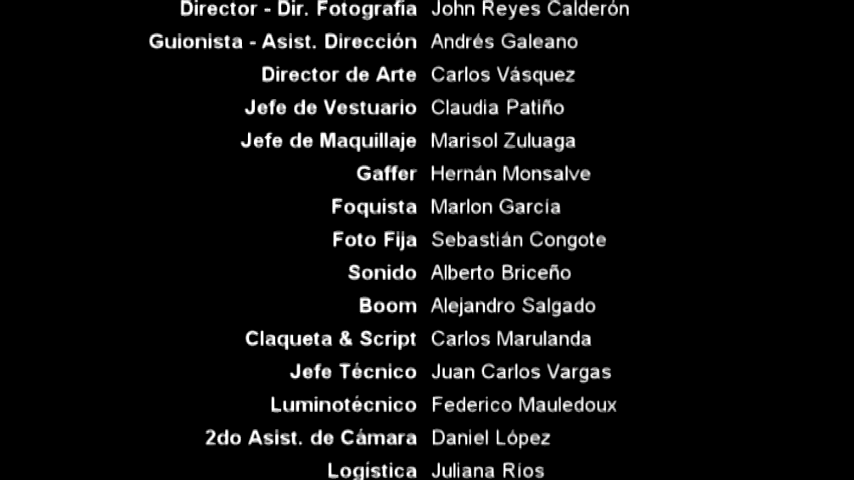 Director - Dir. Fotografía John Reyes Calderón
Guionista - Asist. Dirección Andrés Galeano
Director de Arte Carlos Vásquez
Jefe de Vestuario Claudia Patiño
Jefe de Maquillaje Marisol Zuluaga
Gaffer Hernán Monsalve
Foquista Marlon García
Foto Fija Sebastián Congote
Sonido Alberto Briceño
Boom Alejandro Salgado
Claqueta & Script Carlos Marulanda
Jefe Técnico Juan Carlos Vargas
Luminotécnico Federico Mauledoux
2do Asist. de Cámara Daniel López
Logística Juliana Ríos